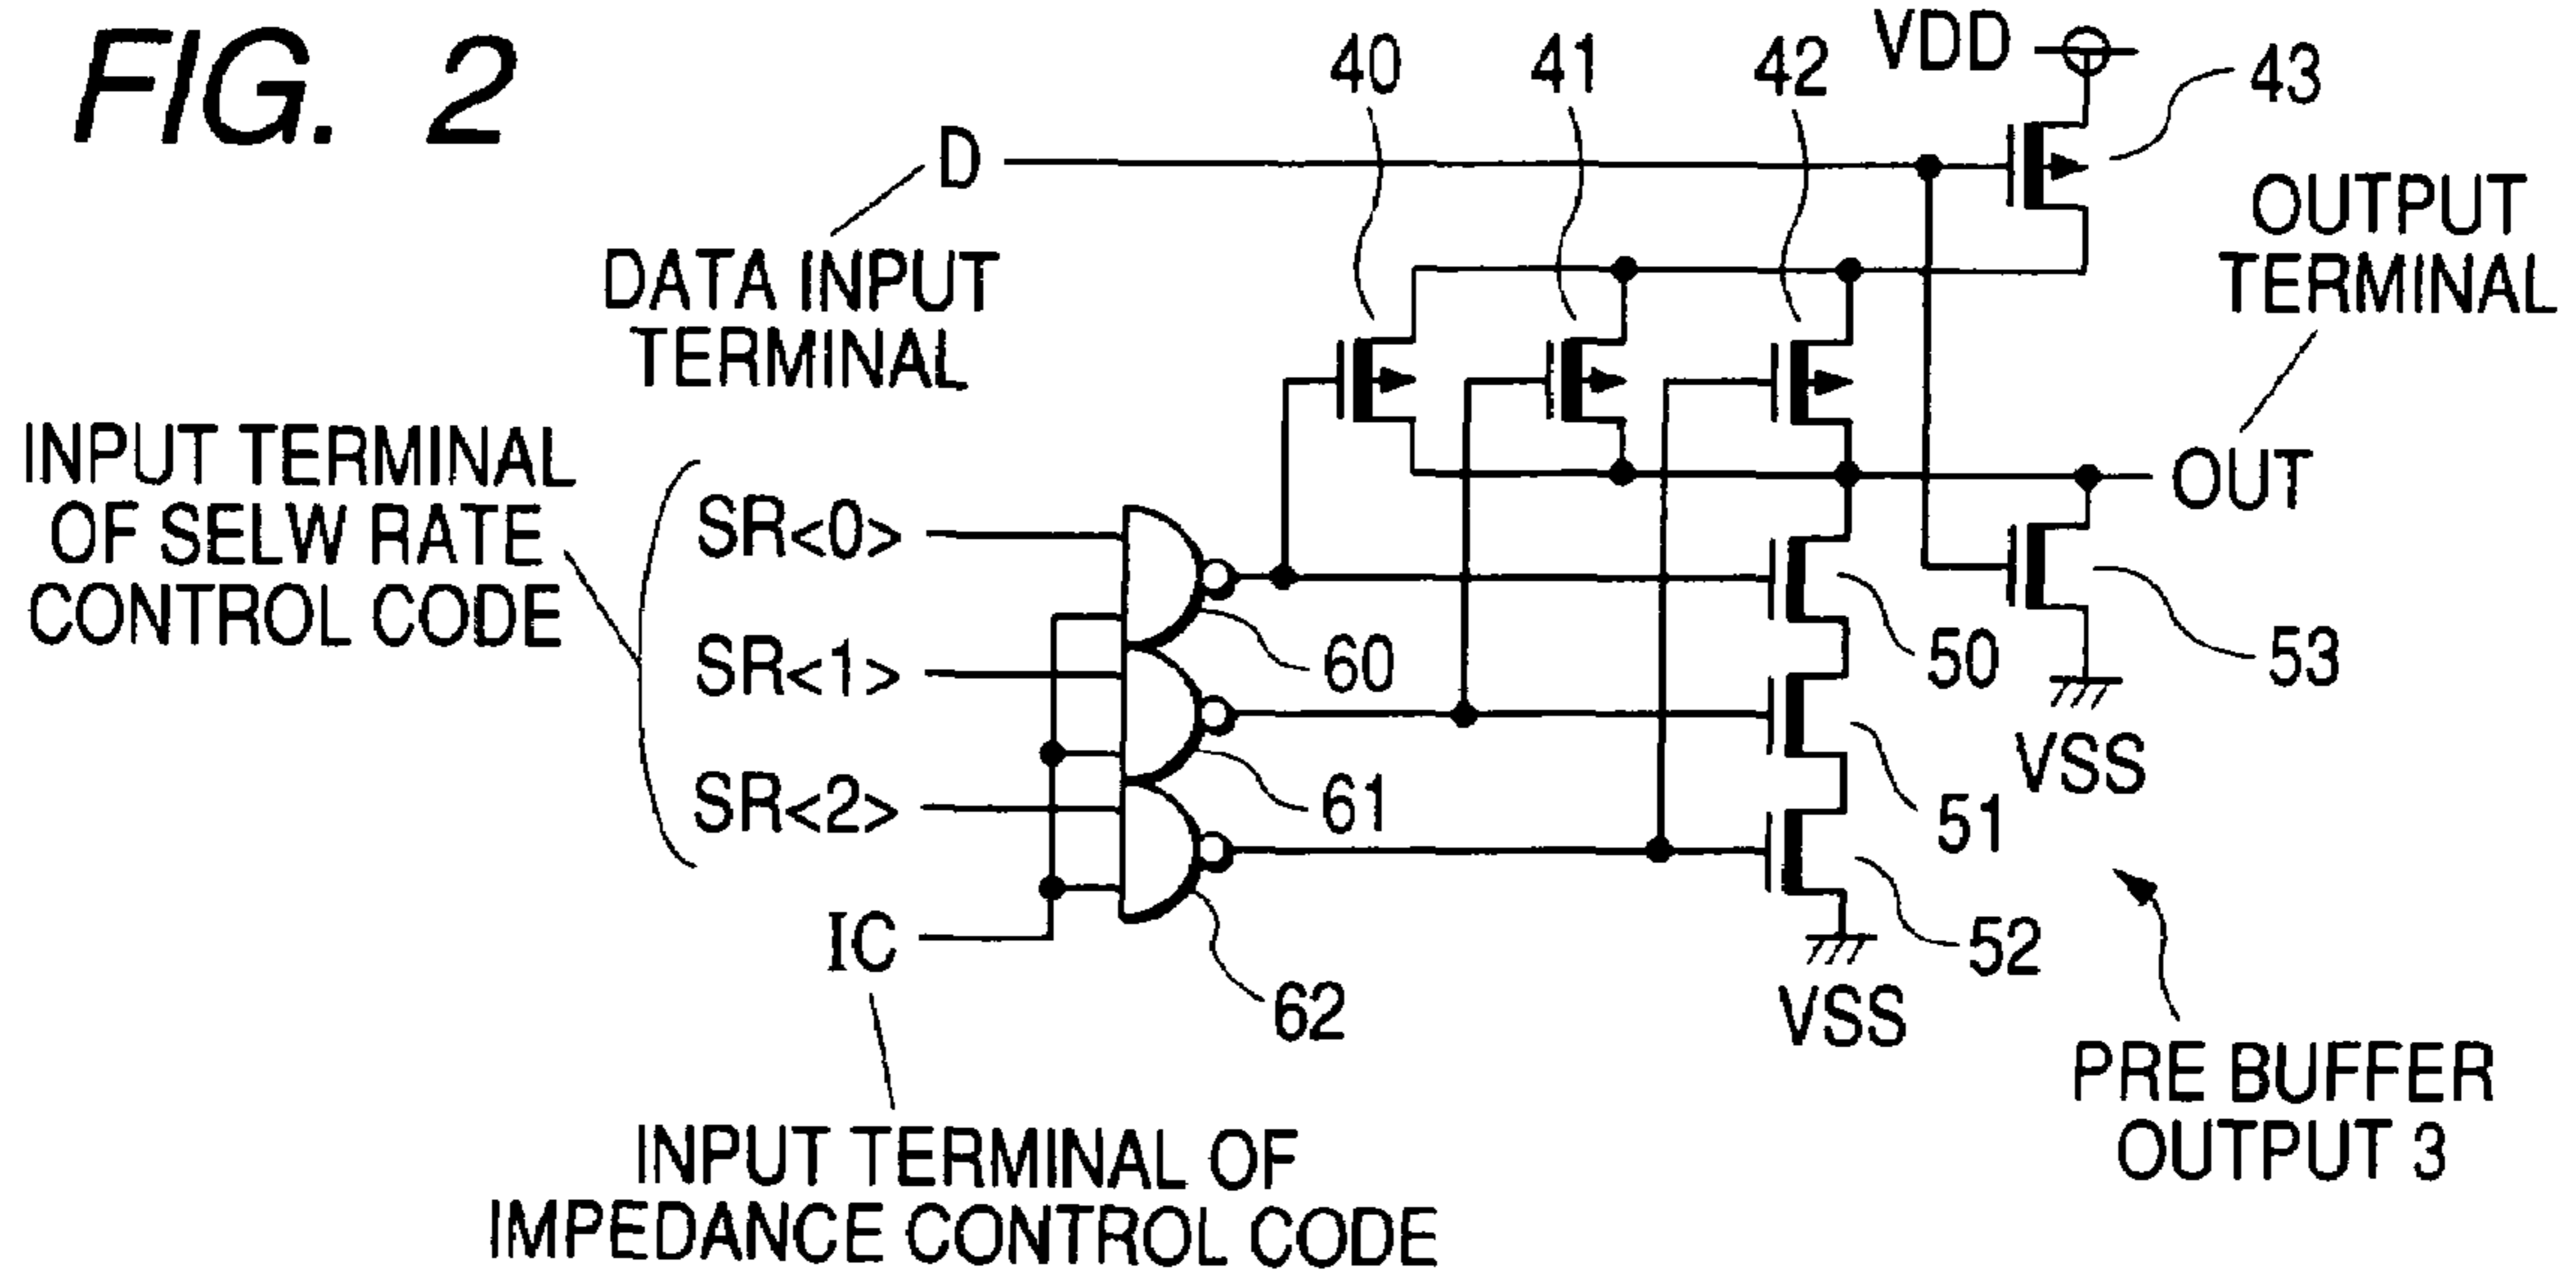 FIG. 2
40
41
42
VDD
43
D
DATA INPUT
TERMINAL
OUTPUT
TERMINAL
INPUT TERMINAL
OF SELW RATE
CONTROL CODE
SR<0>
SR<1>
SR<2>
IC
OUT
60
61
62
50
51
52
53
VSS
VSS
PRE BUFFER
OUTPUT 3
INPUT TERMINAL OF
IMPEDANCE CONTROL CODE